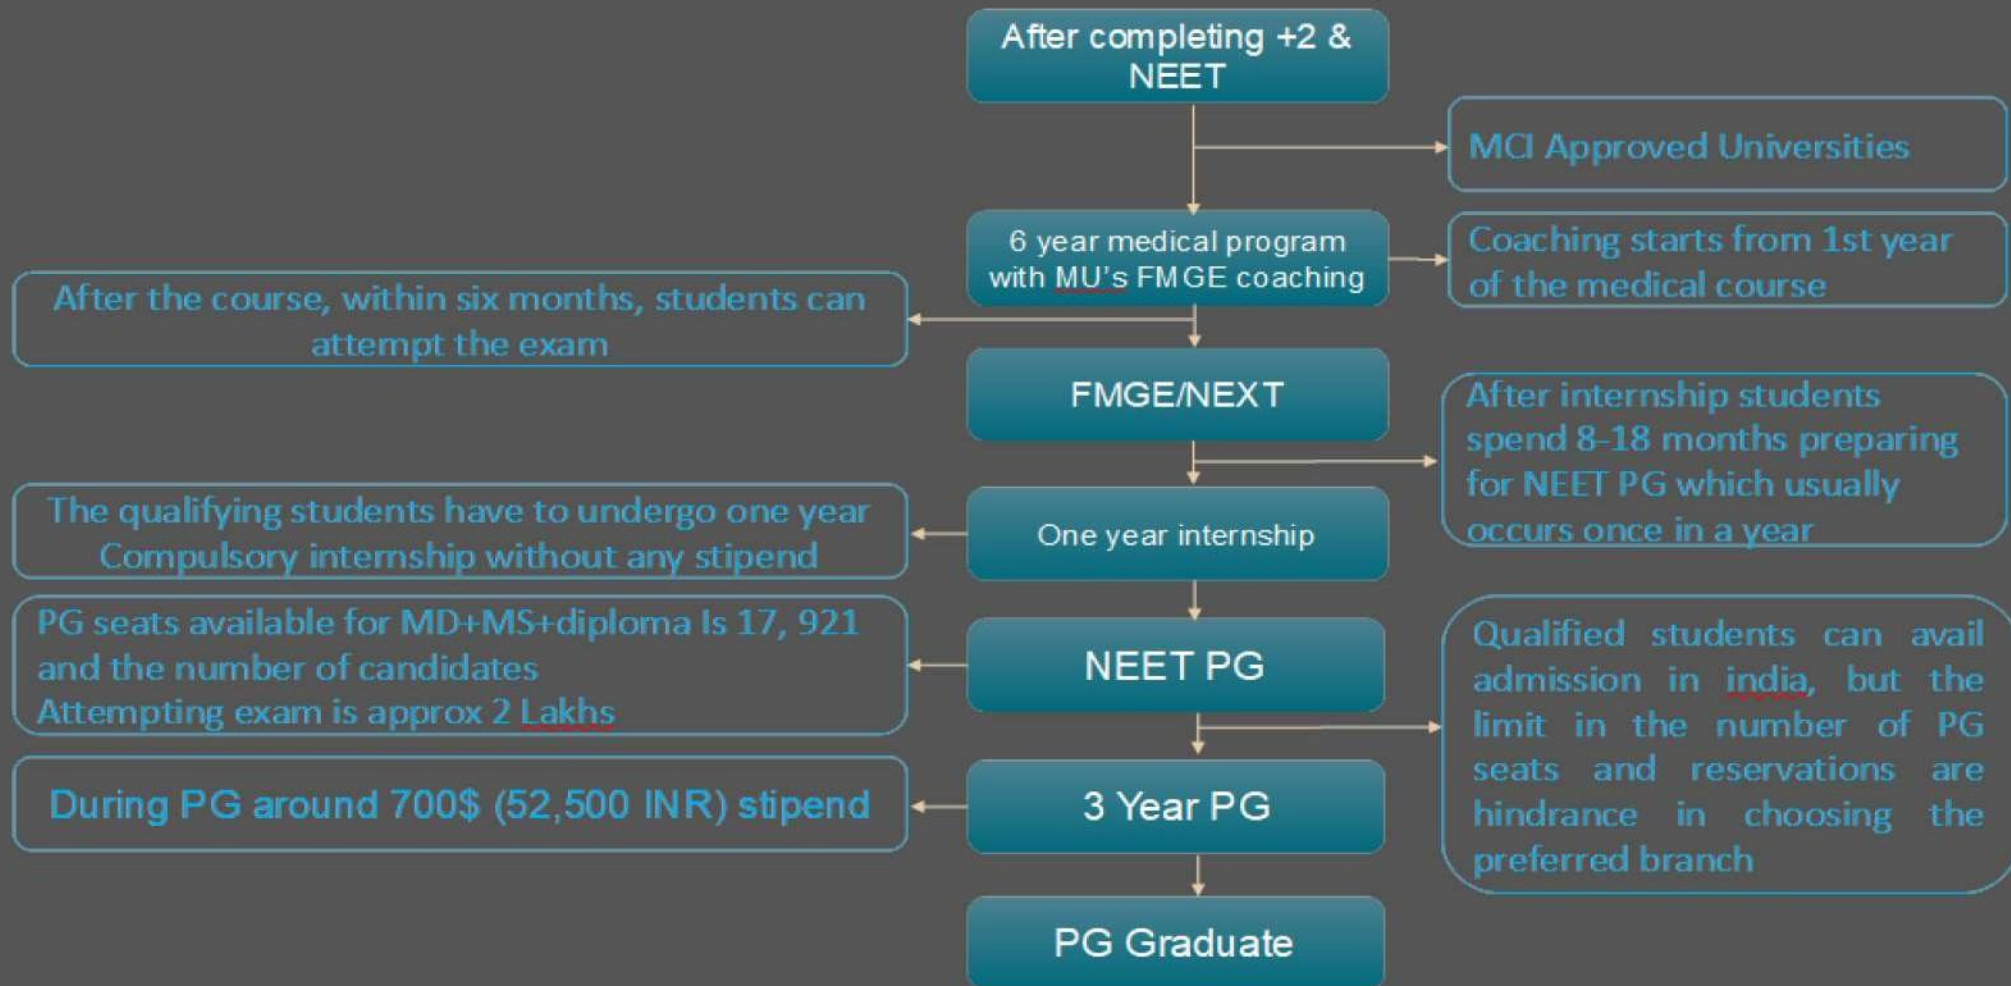 After completing +2 &
NEET
MCI Approved Universities
6 year medical program
with MU's FMGE coaching
Coaching starts from 1st year
of the medical course
After the course, within six months, students can
attempt the exam
FMGE/NEXT
After internship students
spend 8-18 months preparing
for NEET PG which usually
occurs once in a year
The qualifying students have to undergo one year
Compulsory internship without any stipend
One year internship
PG seats available for MD+MS+diploma Is 17, 921
and the number of candidates
Attempting exam is approx 2 Lakhs
NEET PG
Qualified students can avail
admission in india, but the
limit in the number of PG
seats and reservations are
hindrance in choosing the
preferred branch
During PG around 700$ (52,500 INR) stipend
3 Year PG
PG Graduate